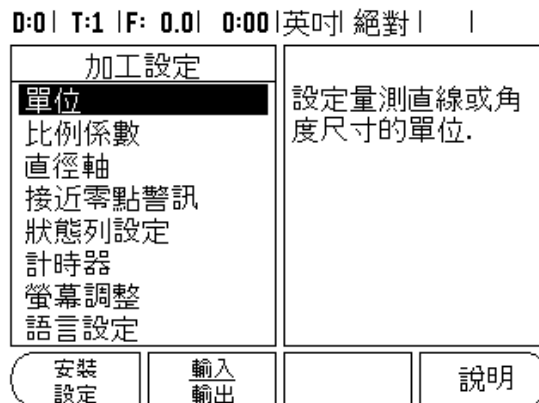 D:0| T:1 |F: 0.0| 0:00|英吋| 絕對| |
加工設定
單位
比例係數
直徑軸
接近零點警訊
狀態列設定
計時器
螢幕調整
語言設定
設定量測直線或角
度尺寸的單位.
安裝
設定
輸入
輸出
說明